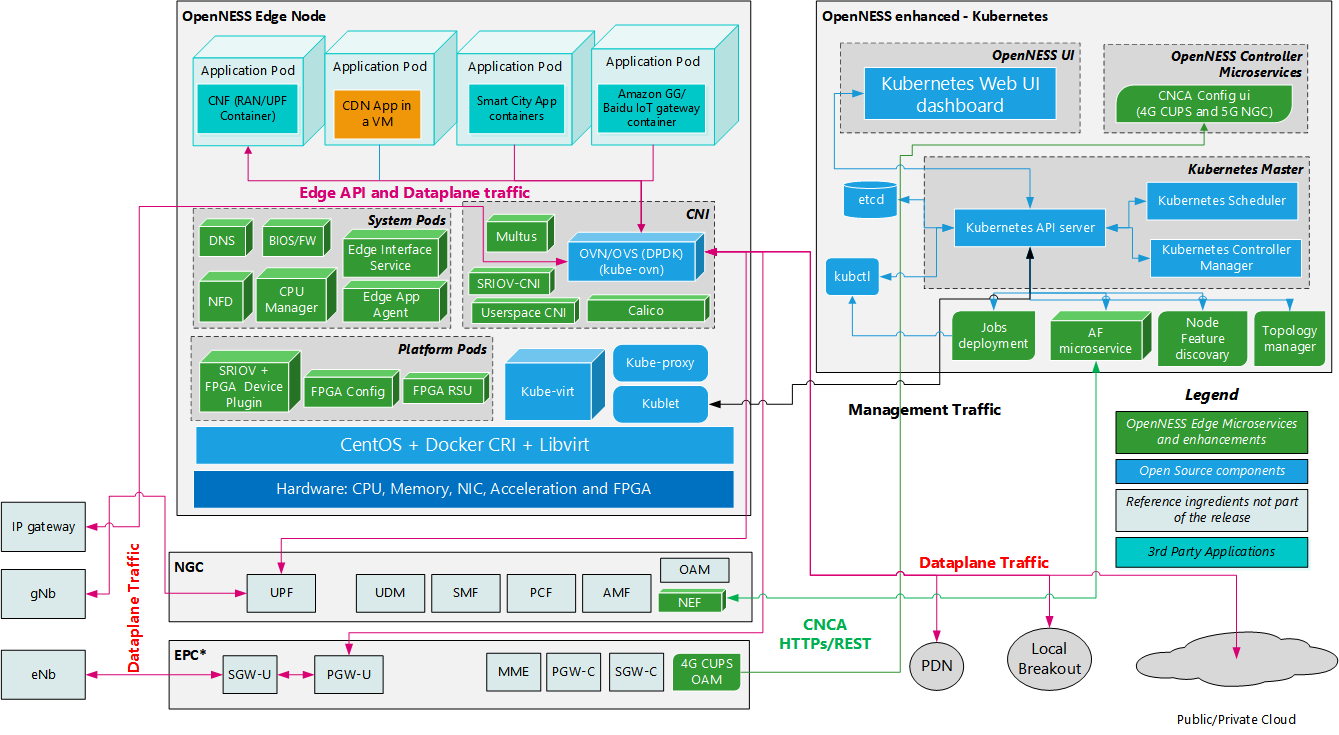 OpenNESS Edge Node
Application Pod
CNF (RAN/UPF
Container)
Application Pod
CDN App in
a VM
Application Pod
Smart City App
containers
Application Pod
Amazon GG/
Baidu IoT gateway
container
Edge API and Dataplane traffic
System Pods
DNS
BIOS/FW
Edge Interface
Service
NFD
CPU
Manager
Edge App
Agent
CNI
Multus
OVN/OVS (DPDK)
(kube-ovn)
SRIOV-CNI
Userspace CNI
Calico
Platform Pods
SRIOV +
FPGA Device
Plugin
FPGA Config
FPGA RSU
Kube-virt
Kube-proxy
Kublet
CentOS + Docker CRI + Libvirt
Hardware: CPU, Memory, NIC, Acceleration and FPGA
OpenNESS enhanced - Kubernetes
OpenNESS UI
Kubernetes Web UI
dashboard
OpenNESS Controller
Microservices
CNCA Config ui
(4G CUPS and 5G NGC)
Kubernetes Master
etcd
Kubernetes API server
Kubernetes Scheduler
Kubernetes Controller
Manager
kubctl
Jobs
deployment
AF
microservice
Node
Feature
discovary
Topology
manager
Management Traffic
Legend
OpenNESS Edge Microservices
and enhancements
Open Source components
Reference ingredients not part
of the release
3rd Party Applications
IP gateway
gNb
eNb
Dataplane Traffic
NGC
UPF
UDM
SMF
PCF
AMF
OAM
NEF
EPC*
SGW-U
PGW-U
MME
PGW-C
SGW-C
4G CUPS
OAM
CNCA
HTTPs/REST
Dataplane Traffic
PDN
Local
Breakout
Public/Private Cloud